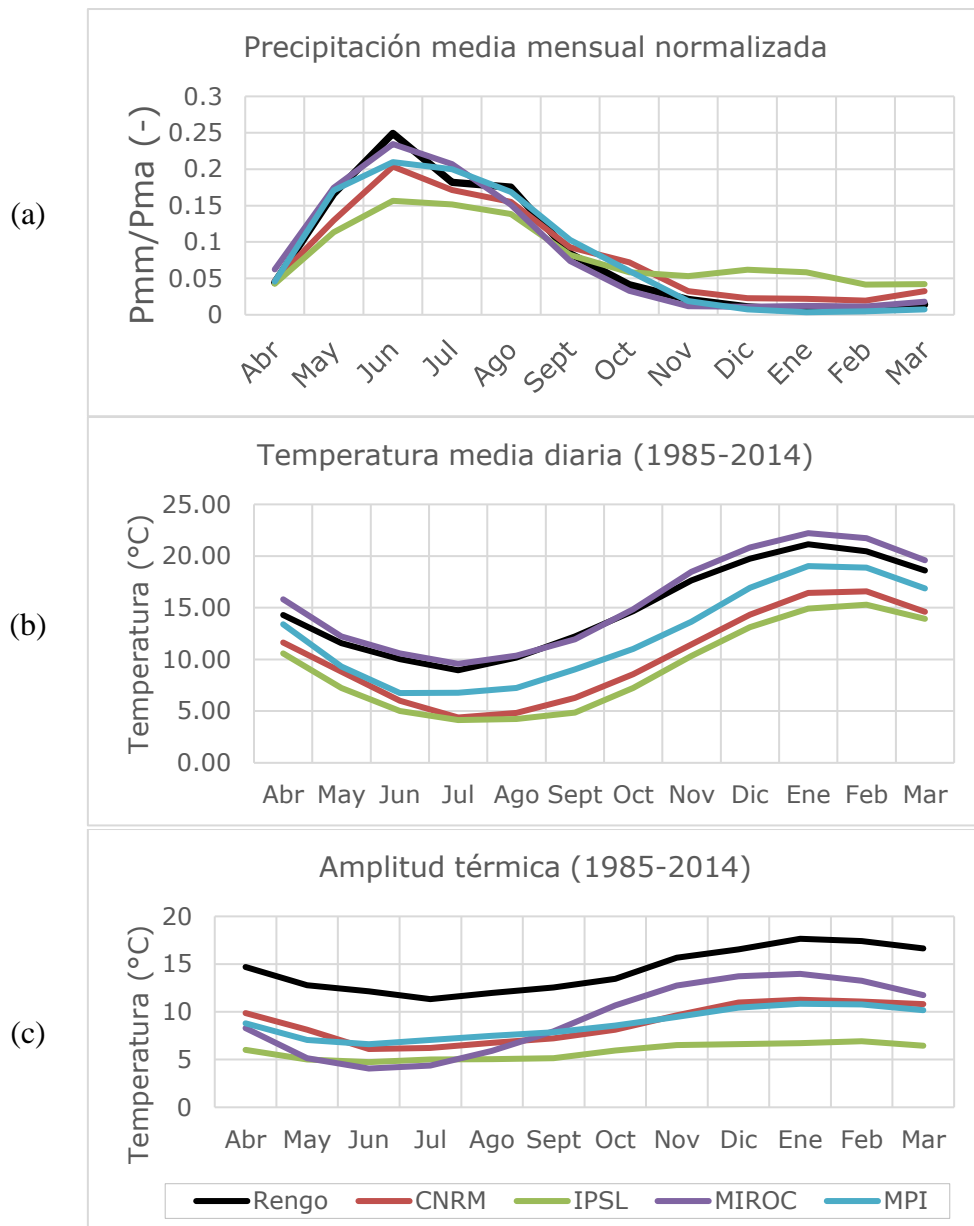 Precipitación media mensual normalizada
(a)
Pmm/Pma (-)
0.3
0.25
0.2
0.15
0.1
0.05
0
Abr May Jun Jul Ago Sept Oct Nov Dic Ene Feb Mar
Temperatura media diaria (1985-2014)
(b)
Temperatura (°C)
25.00
20.00
15.00
10.00
5.00
0.00
Abr May Jun Jul Ago Sept Oct Nov Dic Ene Feb Mar
Amplitud térmica (1985-2014)
(c)
Temperatura (°C)
20
15
10
5
0
Abr May Jun Jul Ago Sept Oct Nov Dic Ene Feb Mar
Rengo CNRM IPSL MIROC MPI